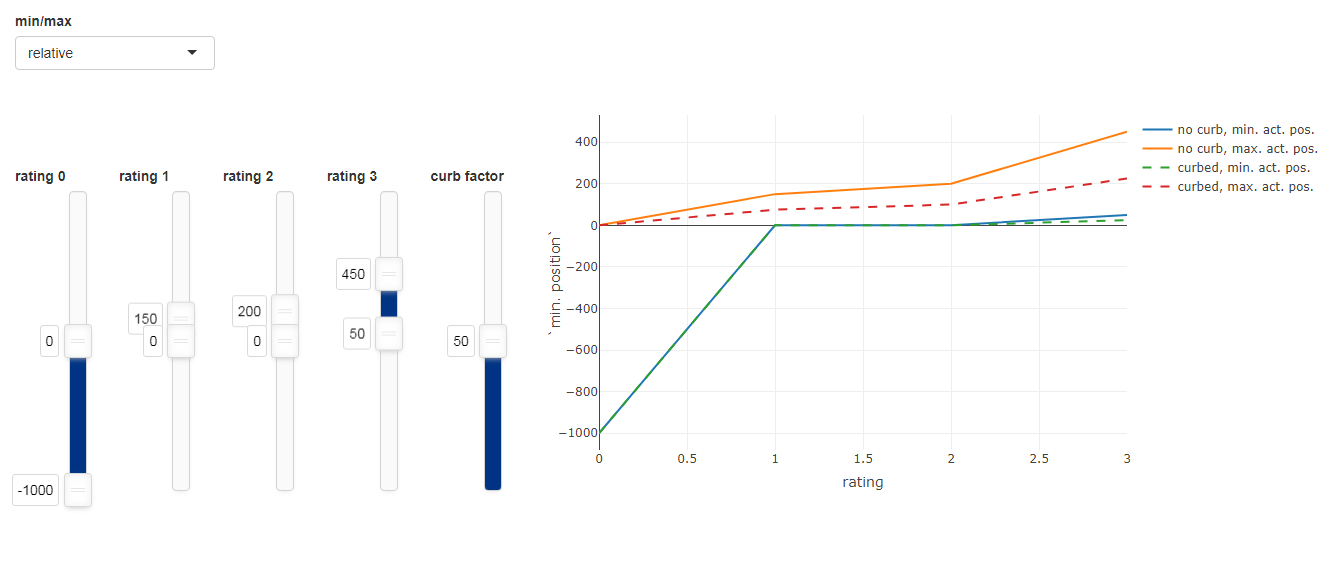 min/max
relative
rating 0
rating 1
rating 2
rating 3
curb factor
0
-1000
150
0
200
0
450
50
50
`min. position`
400
200
0
−200
−400
−600
−800
−1000
0
0.5
1
1.5
2
2.5
3
rating
no curb, min. act. pos.
no curb, max. act. pos.
curbed, min. act. pos.
curbed, max. act. pos.